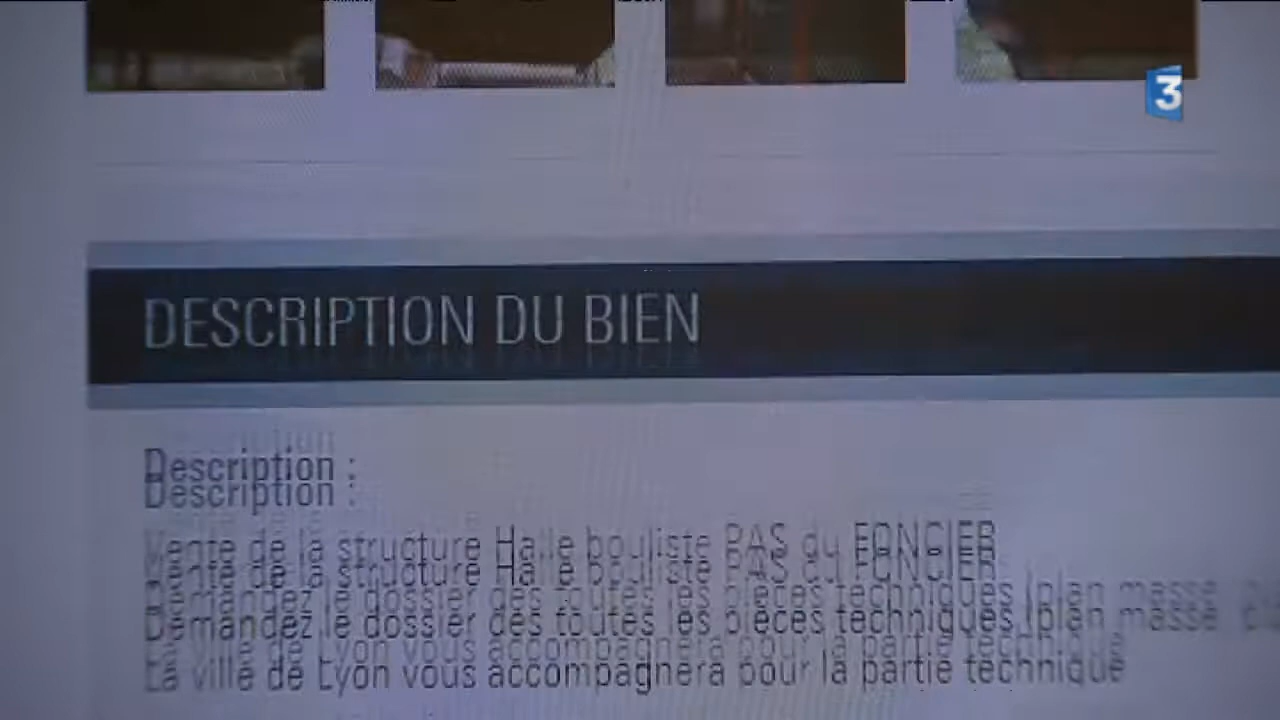 3
DESCRIPTION DU BIEN
Description :
Vente de la structure Halle bouliste PAS du FONCIER
Demandez le dossier des toutes les pièces techniques (plan masse
La ville de Lyon vous accompagnera pour la partie technique